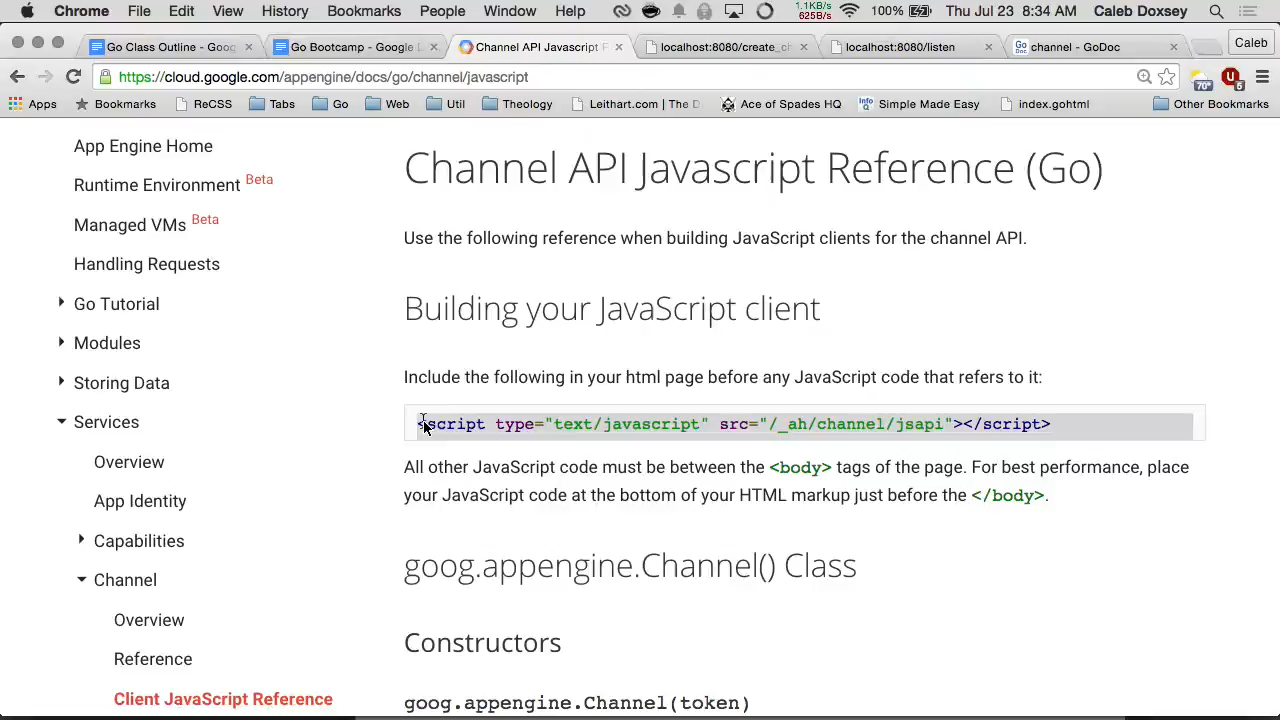 Chrome File Edit View History Bookmarks People Window Help 1.1KB/s 625B/s 100% Thu Jul 23 8:34 AM Caleb Doxsey
Go Class Outline - Goog × Go Bootcamp - Google D × Channel API Javascript R × localhost:8080/create_ch × localhost:8080/listen × channel - GoDoc × Caleb
https://cloud.google.com/appengine/docs/go/channel/javascript 70° 5
Apps Bookmarks ReCSS Tabs Go Web Util Theology Leithart.com | The D Ace of Spades HQ Simple Made Easy index.gohtml Other Bookmarks
App Engine Home
Runtime Environment Beta
Managed VMs Beta
Handling Requests
Go Tutorial
Modules
Storing Data
Services
Overview
App Identity
Capabilities
Channel
Overview
Reference
Client JavaScript Reference
Channel API Javascript Reference (Go)
Use the following reference when building JavaScript clients for the channel API.
Building your JavaScript client
Include the following in your html page before any JavaScript code that refers to it:
<script type="text/javascript" src="/_ah/channel/jsapi"></script>
All other JavaScript code must be between the <body> tags of the page. For best performance, place
your JavaScript code at the bottom of your HTML markup just before the </body>.
goog.appengine.Channel() Class
Constructors
goog.appengine.Channel(token)